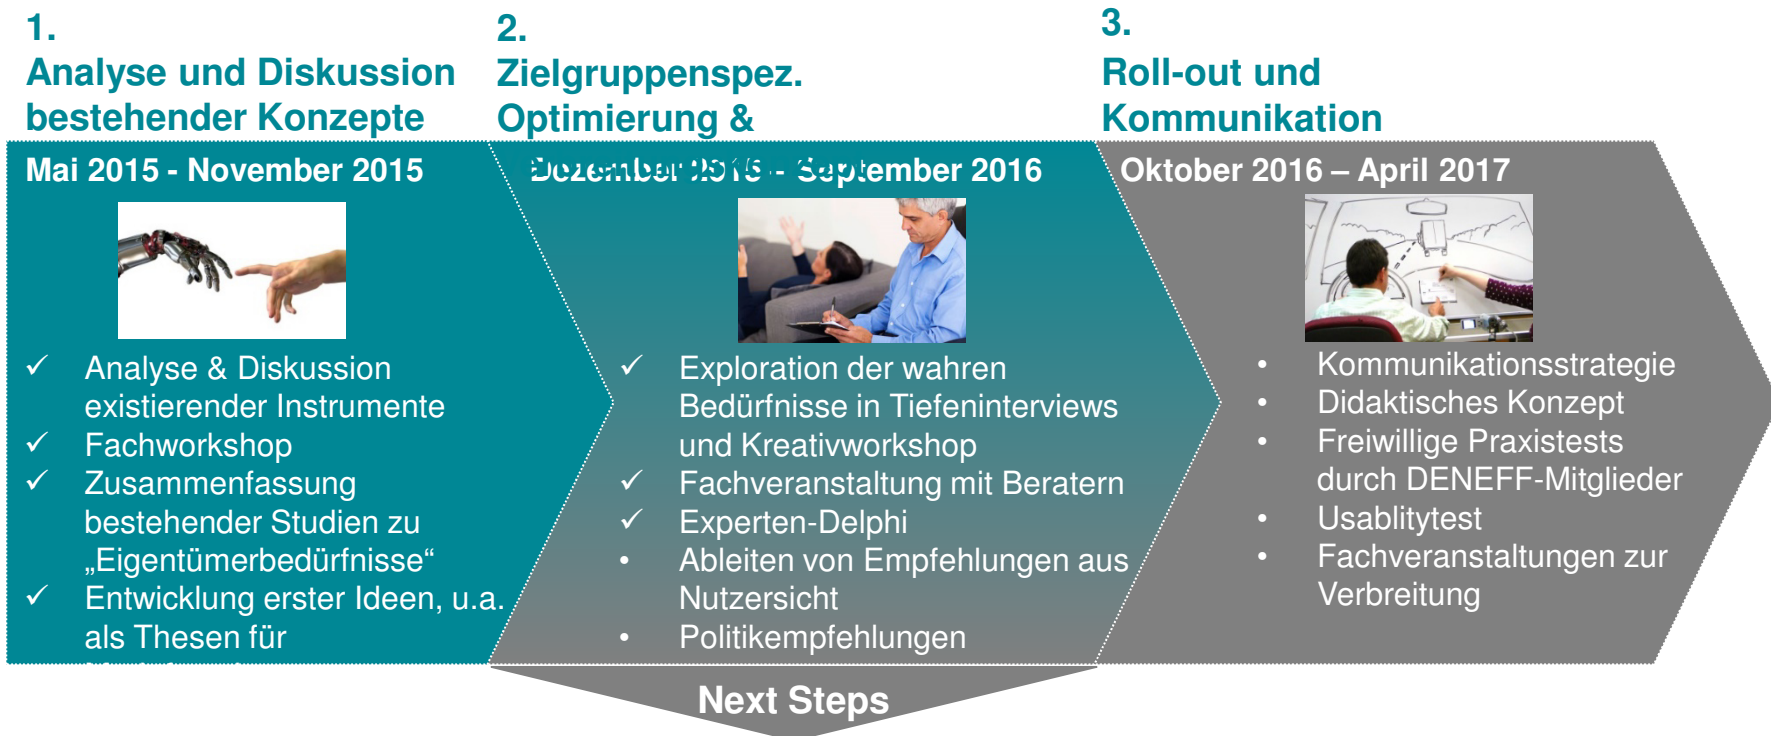 1.
Analyse und Diskussion
bestehender Konzepte
Mai 2015 - November 2015
✓ Analyse & Diskussion
existierender Instrumente
✓ Fachworkshop
✓ Zusammenfassung
bestehender Studien zu
„Eigentümerbedürfnisse“
✓ Entwicklung erster Ideen, u.a.
als Thesen für
2.
Zielgruppenspez.
Optimierung &
Dezember 2015 - September 2016
✓ Exploration der wahren
Bedürfnisse in Tiefeninterviews
und Kreativworkshop
✓ Fachveranstaltung mit Beratern
✓ Experten-Delphi
• Ableiten von Empfehlungen aus
Nutzersicht
• Politikempfehlungen
3.
Roll-out und
Kommunikation
Oktober 2016 – April 2017
• Kommunikationsstrategie
• Didaktisches Konzept
• Freiwillige Praxistests
durch DENEFF-Mitglieder
• Usablitytest
• Fachveranstaltungen zur
Verbreitung
Next Steps